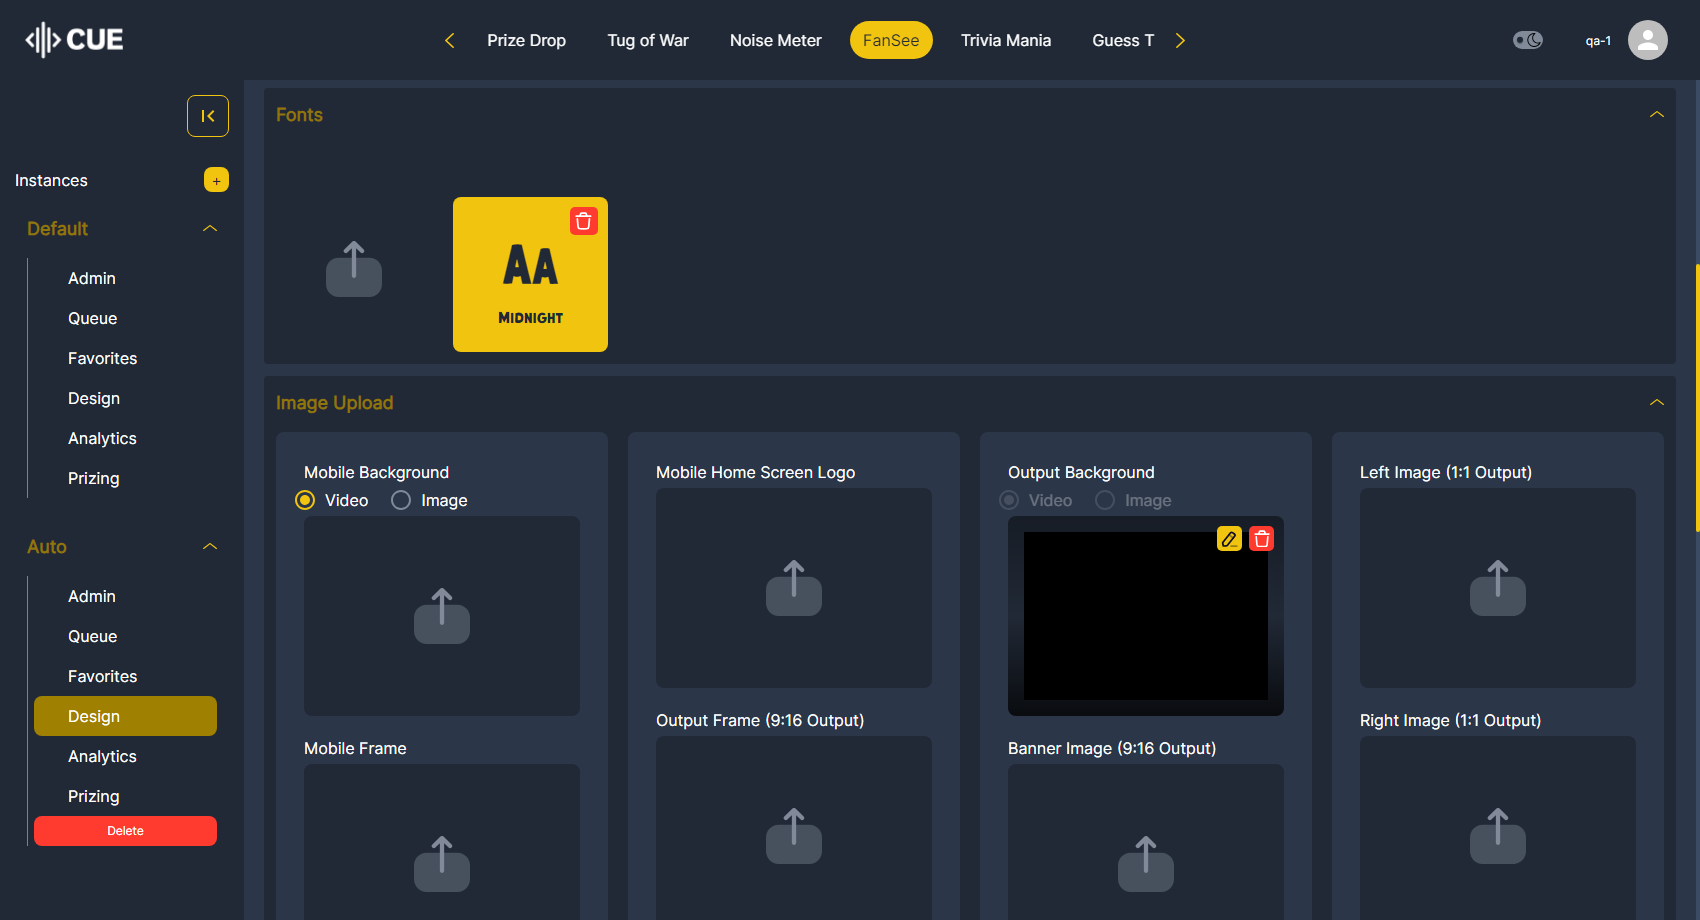 CUE
Prize Drop
Tug of War
Noise Meter
FanSee
Trivia Mania
Guess T
qa-1
Instances
+
Default
Admin
Queue
Favorites
Design
Analytics
Prizing
Auto
Admin
Queue
Favorites
Design
Analytics
Prizing
Delete
Fonts
AA
MIDNIGHT
Image Upload
Mobile Background
Video
Image
Mobile Frame
Mobile Home Screen Logo
Output Frame (9:16 Output)
Output Background
Video
Image
Banner Image (9:16 Output)
Left Image (1:1 Output)
Right Image (1:1 Output)